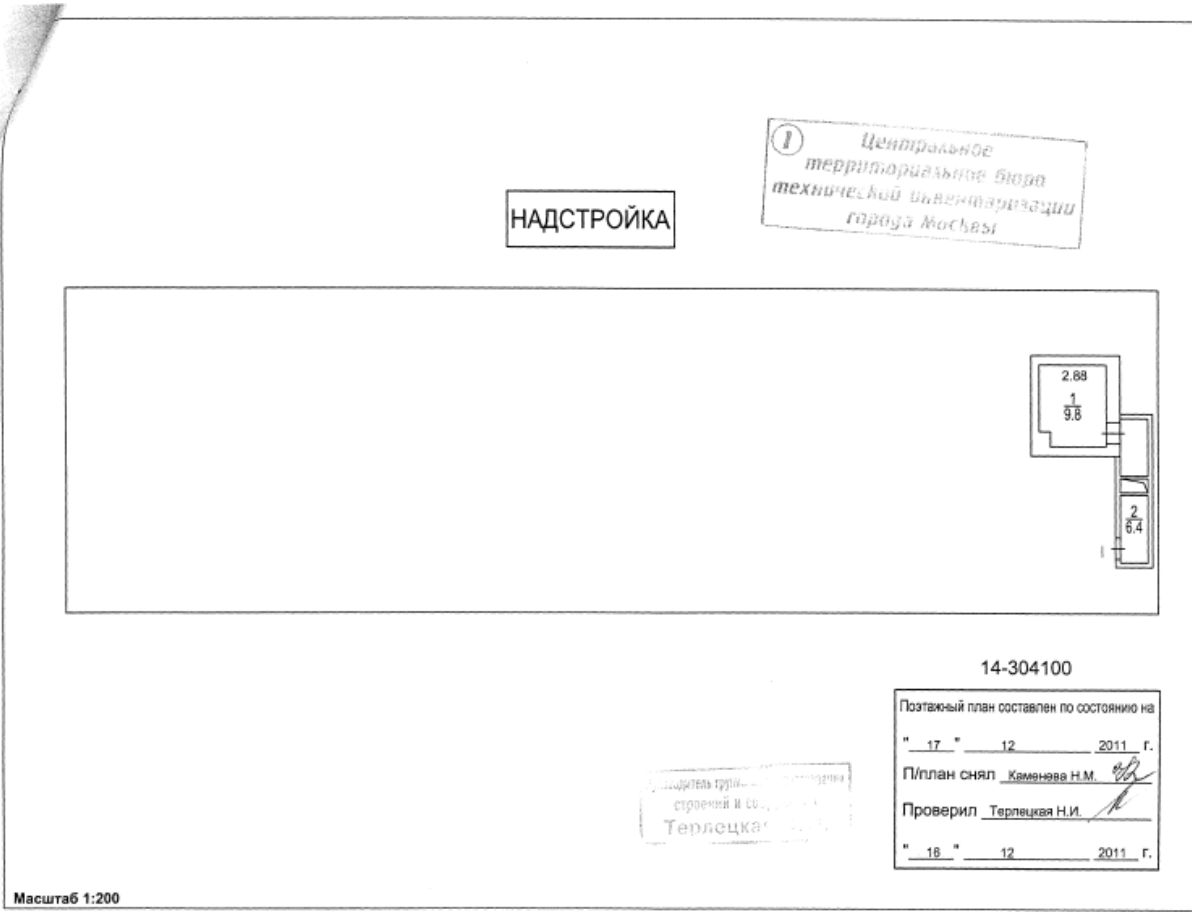 1
Центральное
территориальное бюро
технической инвентаризации
города Москвы
НАДСТРОЙКА
2.88
1
9.8
2
6.4
I
14-304100
Поэтажный план составлен по состоянию на
" 17 " 12 2011 г.
П/план снял Каменева Н.М.
Проверил Терлецкая Н.И.
" 16 " 12 2011 г.
строений и
Терлецкая
Масштаб 1:200